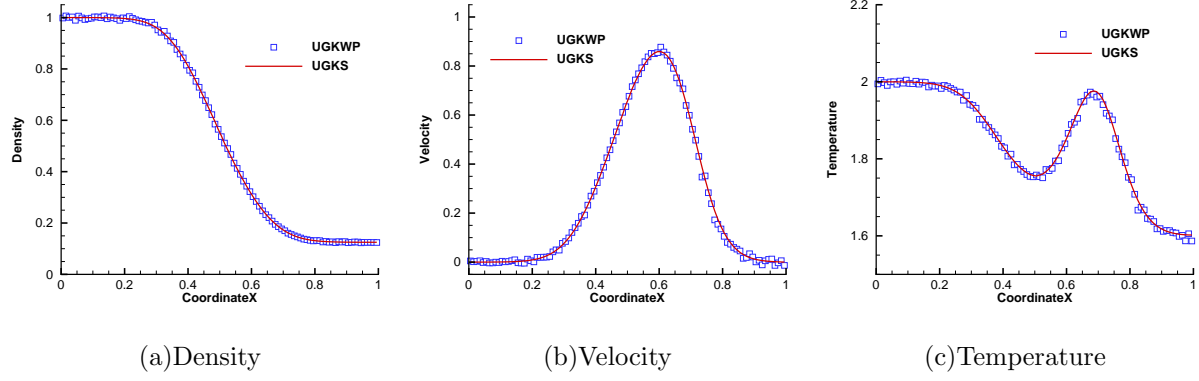 Density
1
0.8
0.6
0.4
0.2
0
0 0.2 0.4 0.6 0.8 1
CoordinateX
UGKWP
UGKS
(a)Density
Velocity
1
0.8
0.6
0.4
0.2
0
0 0.2 0.4 0.6 0.8 1
CoordinateX
UGKWP
UGKS
(b)Velocity
Temperature
2.2
2
1.8
1.6
0 0.2 0.4 0.6 0.8 1
CoordinateX
UGKWP
UGKS
(c)Temperature